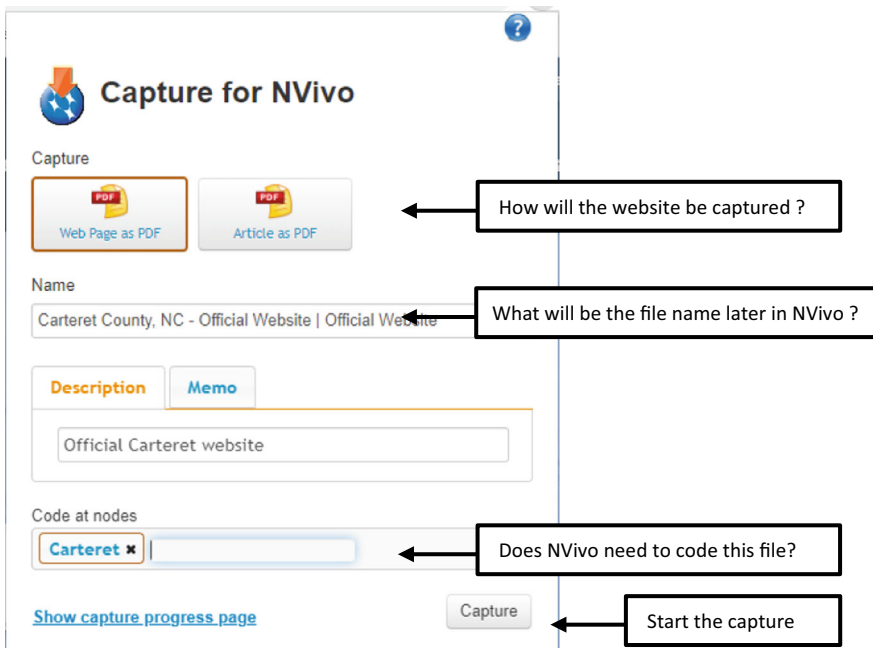 ?
Capture for NVivo
Capture
PDF
Web Page as PDF
PDF
Article as PDF
How will the website be captured ?
Name
Carteret County, NC - Official Website | Official Website
What will be the file name later in NVivo ?
Description
Memo
Official Carteret website
Code at nodes
Carteret ×
Does NVivo need to code this file?
Show capture progress page
Capture
Start the capture